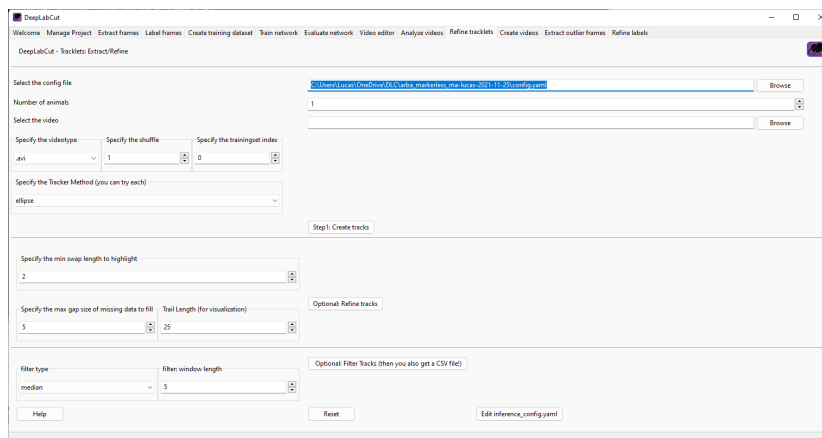 DeepLabCut
Welcome Manage Project Extract frames Label frames Create training dataset Train network Evaluate network Video editor Analyze videos Refine tracklets Create videos Extract outlier frames Refine labels
DeepLabCut - Tracklets: Extract/Refine
Select the config file C:\Users\Lucas\OneDrive\DLC\arba_markerless_ma-lucas-2021-11-25\config.yaml Browse
Number of animals 1
Select the video Browse
Specify the videotype Specify the shuffle Specify the trainingset index
.avi 1 0
Specify the Tracker Method (you can try each)
ellipse
Step1: Create tracks
Specify the min swap length to highlight
2
Optional: Refine tracks
Specify the max gap size of missing data to fill Trail Length (for visualization)
5 25
Optional: Filter Tracks (then you also get a CSV file!)
filter type filter: window length
median 5
Help Reset Edit inference_config.yaml